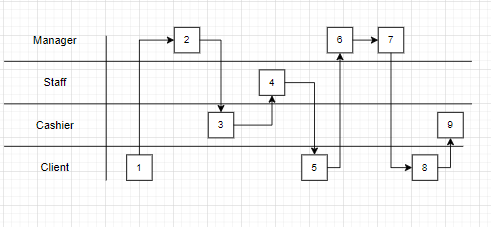 Manager 2 6 7
Staff 4
Cashier 3 9
Client 1 5 8